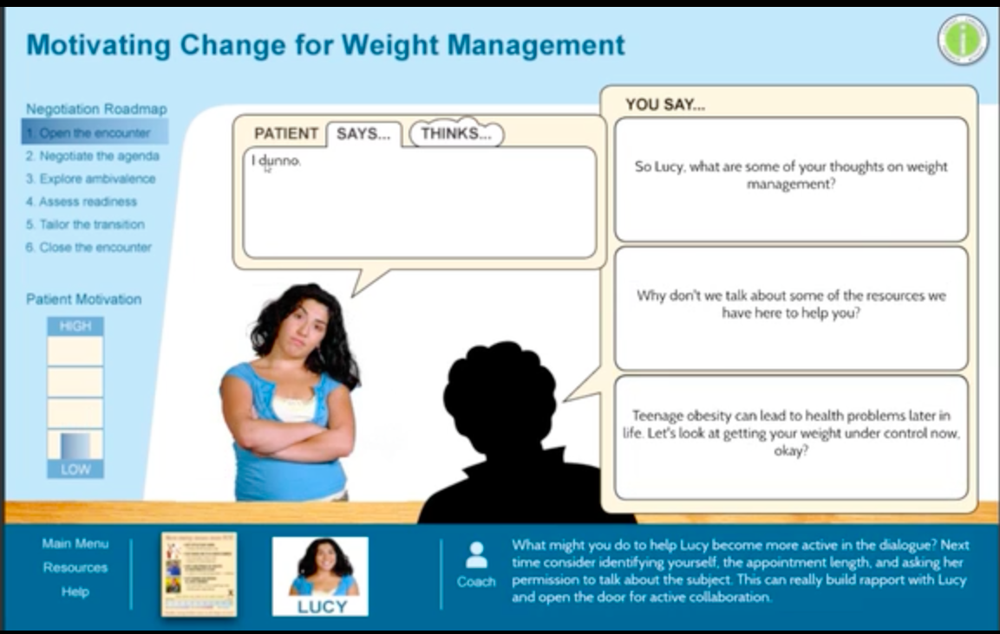 Motivating Change for Weight Management
Negotiation Roadmap
1. Open the encounter
2. Negotiate the agenda
3. Explore ambivalence
4. Assess readiness
5. Tailor the transition
6. Close the encounter
Patient Motivation
HIGH
LOW
PATIENT SAYS... THINKS...
I dunno.
YOU SAY...
So Lucy, what are some of your thoughts on weight
management?
Why don't we talk about some of the resources we
have here to help you?
Teenage obesity can lead to health problems later in
life. Let's look at getting your weight under control now,
okay?
Main Menu
Resources
Help
LUCY
Coach
What might you do to help Lucy become more active in the dialogue? Next
time consider identifying yourself, the appointment length, and asking her
permission to talk about the subject. This can really build rapport with Lucy
and open the door for active collaboration.